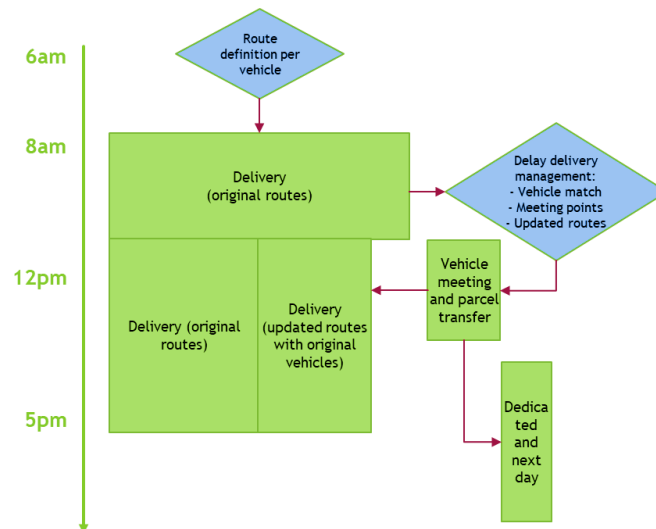 6am
Route
definition per
vehicle
8am
Delivery
(original routes)
Delay delivery
management:
- Vehicle match
- Meeting points
- Updated routes
12pm
Vehicle
meeting
and parcel
transfer
Delivery (original
routes)
Delivery
(updated routes
with original
vehicles)
5pm
Dedica
ted
and
next
day